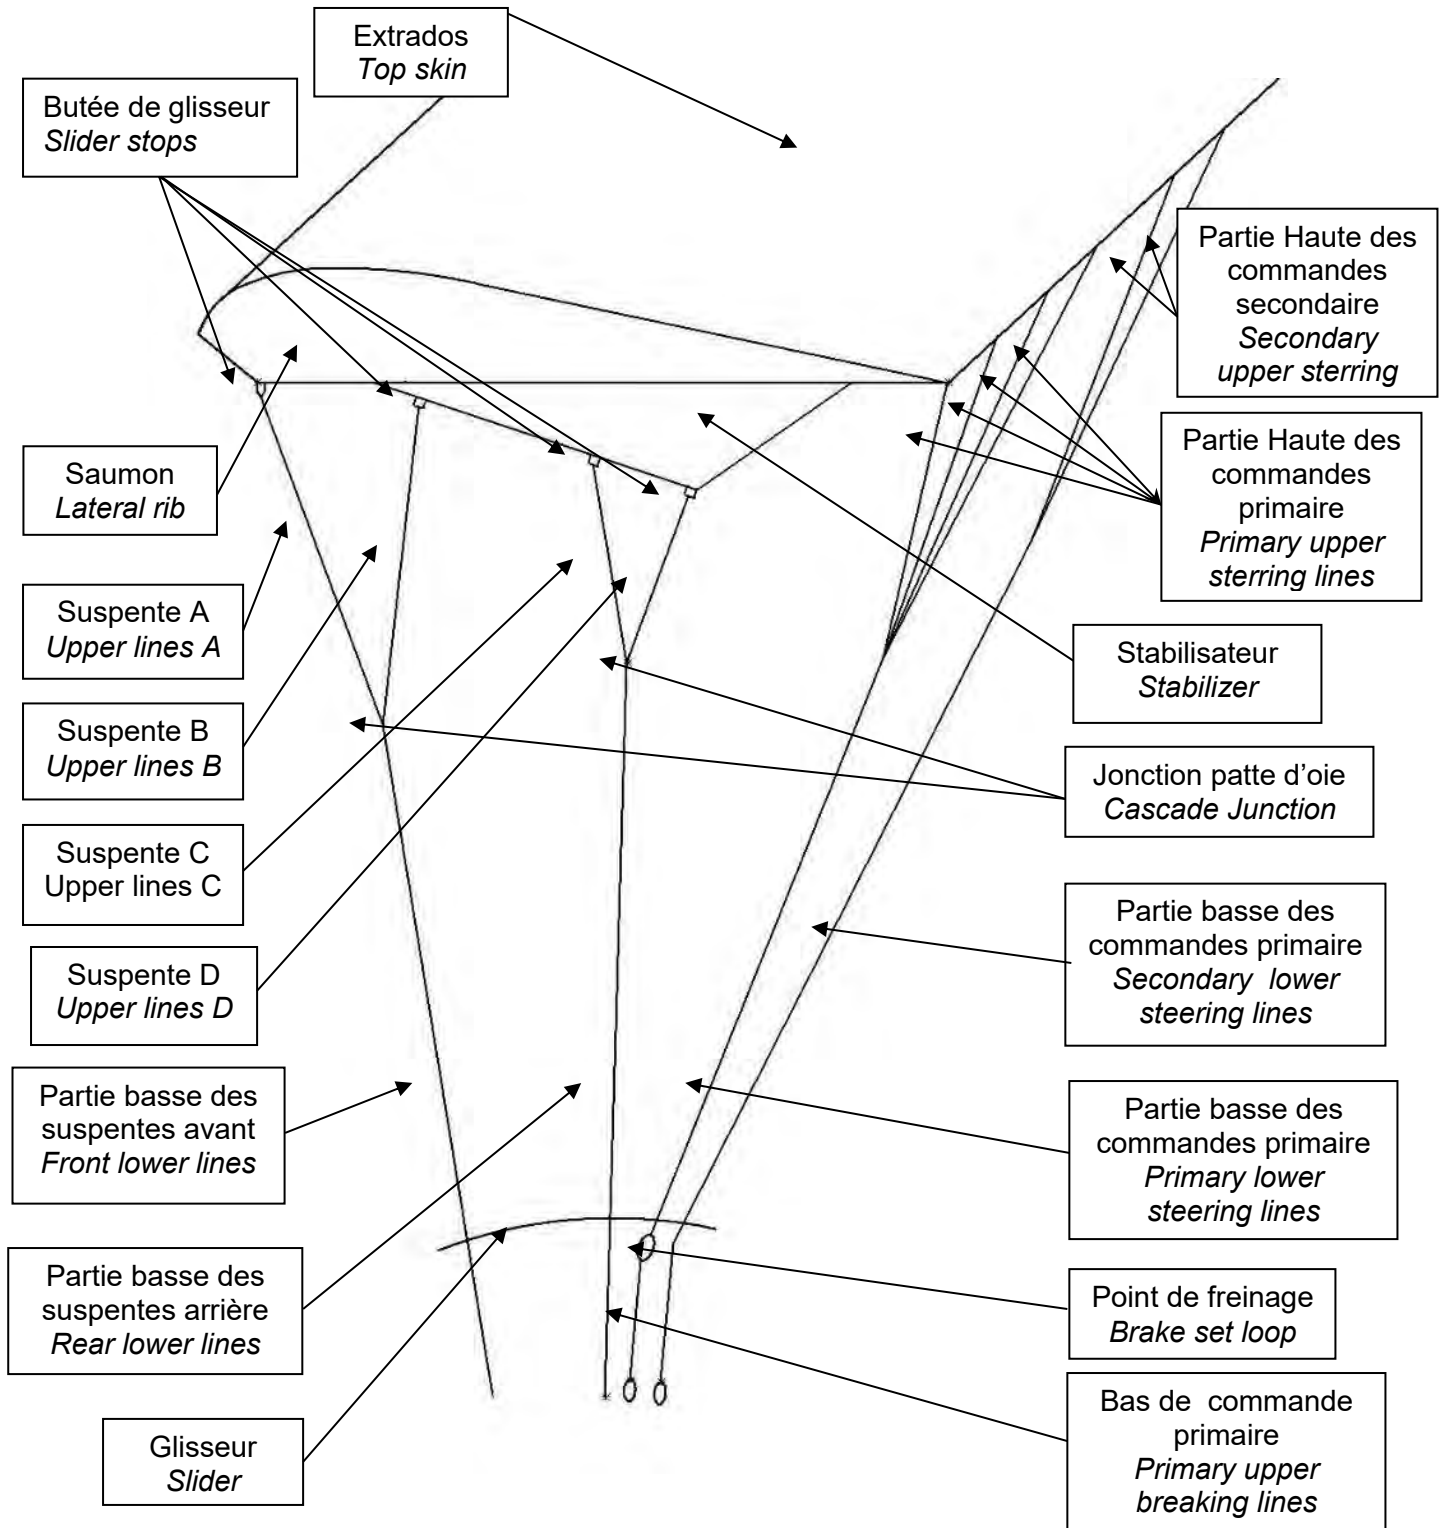 Extrados
Top skin
Butée de glisseur
Slider stops
Saumon
Lateral rib
Suspente A
Upper lines A
Suspente B
Upper lines B
Suspente C
Upper lines C
Suspente D
Upper lines D
Partie basse des
suspentes avant
Front lower lines
Partie basse des
suspentes arrière
Rear lower lines
Glisseur
Slider
Partie Haute des
commandes
secondaire
Secondary
upper sterring
Partie Haute des
commandes
primaire
Primary upper
sterring lines
Stabilisateur
Stabilizer
Jonction patte d’oie
Cascade Junction
Partie basse des
commandes primaire
Secondary lower
steering lines
Partie basse des
commandes primaire
Primary lower
steering lines
Point de freinage
Brake set loop
Bas de commande
primaire
Primary upper
breaking lines